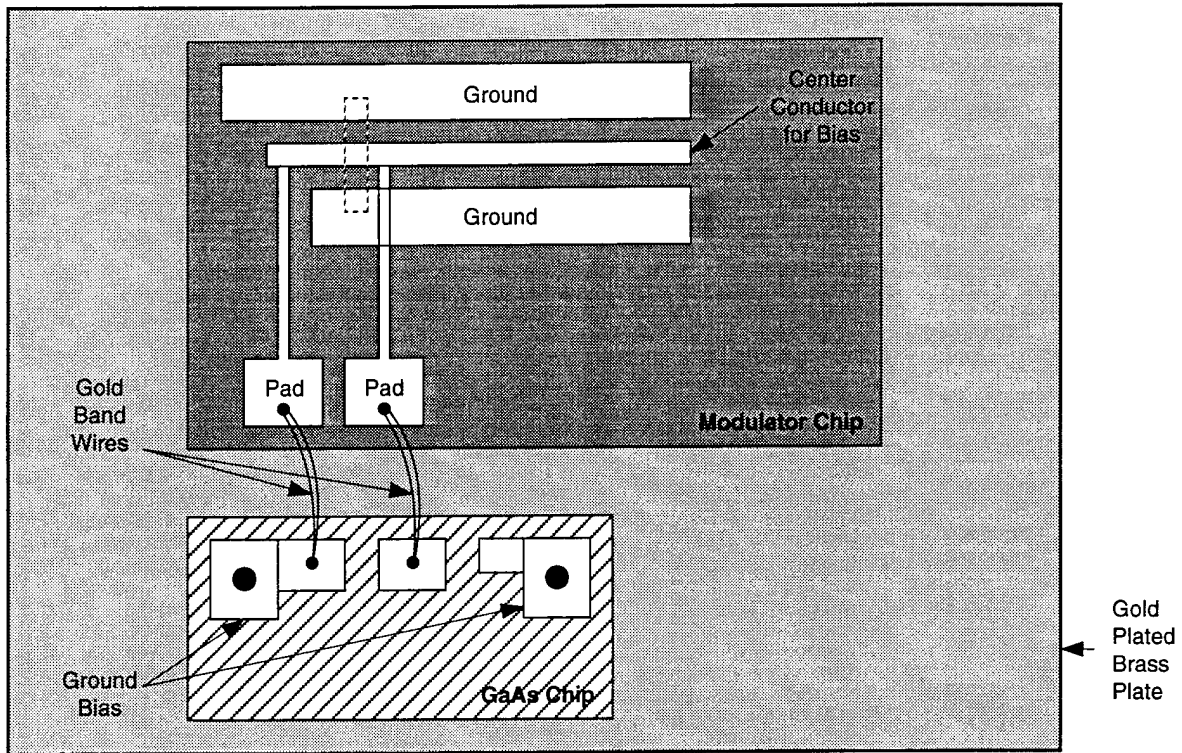 Ground
Center
Conductor
for Bias
Ground
Pad
Pad
Gold
Band
Wires
Modulator Chip
Ground
Bias
GaAs Chip
Gold
Plated
Brass
Plate